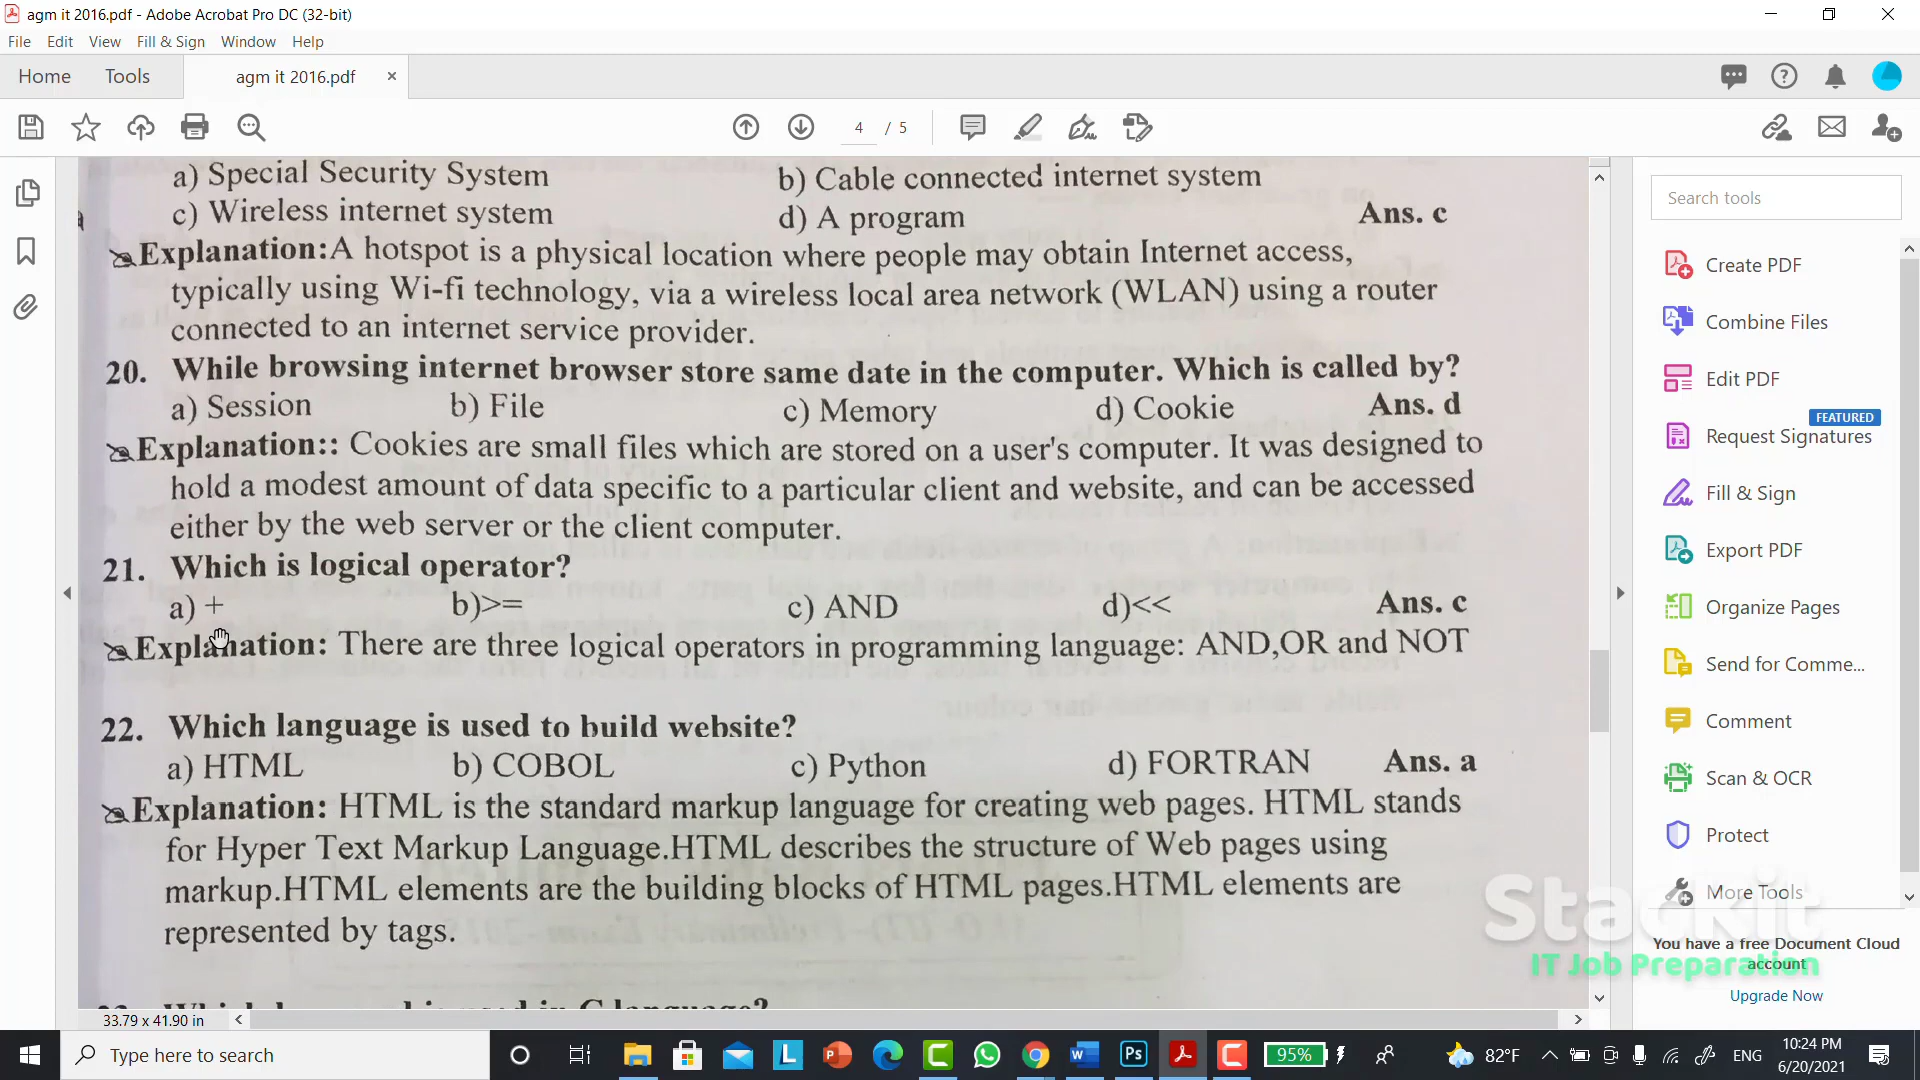 agm it 2016.pdf - Adobe Acrobat Pro DC (32-bit)
File Edit View Fill & Sign Window Help
Home Tools agm it 2016.pdf ×
4 / 5
a) Special Security System b) Cable connected internet system
c) Wireless internet system d) A program Ans. c
Explanation:A hotspot is a physical location where people may obtain Internet access,
typically using Wi-fi technology, via a wireless local area network (WLAN) using a router
connected to an internet service provider.
20. While browsing internet browser store same date in the computer. Which is called by?
a) Session b) File c) Memory d) Cookie Ans. d
Explanation:: Cookies are small files which are stored on a user's computer. It was designed to
hold a modest amount of data specific to a particular client and website, and can be accessed
either by the web server or the client computer.
21. Which is logical operator?
a) + b)>= c) AND d)<< Ans. c
Explanation: There are three logical operators in programming language: AND,OR and NOT
22. Which language is used to build website?
a) HTML b) COBOL c) Python d) FORTRAN Ans. a
Explanation: HTML is the standard markup language for creating web pages. HTML stands
for Hyper Text Markup Language.HTML describes the structure of Web pages using
markup.HTML elements are the building blocks of HTML pages.HTML elements are
represented by tags.
33.79 x 41.90 in
Search tools
Create PDF
Combine Files
Edit PDF
FEATURED
Request Signatures
Fill & Sign
Export PDF
Organize Pages
Send for Comme...
Comment
Scan & OCR
Protect
More Tools
Stackit
You have a free Document Cloud
account
IT Job Preparation
Upgrade Now
Type here to search
95%
82°F
ENG
10:24 PM
6/20/2021